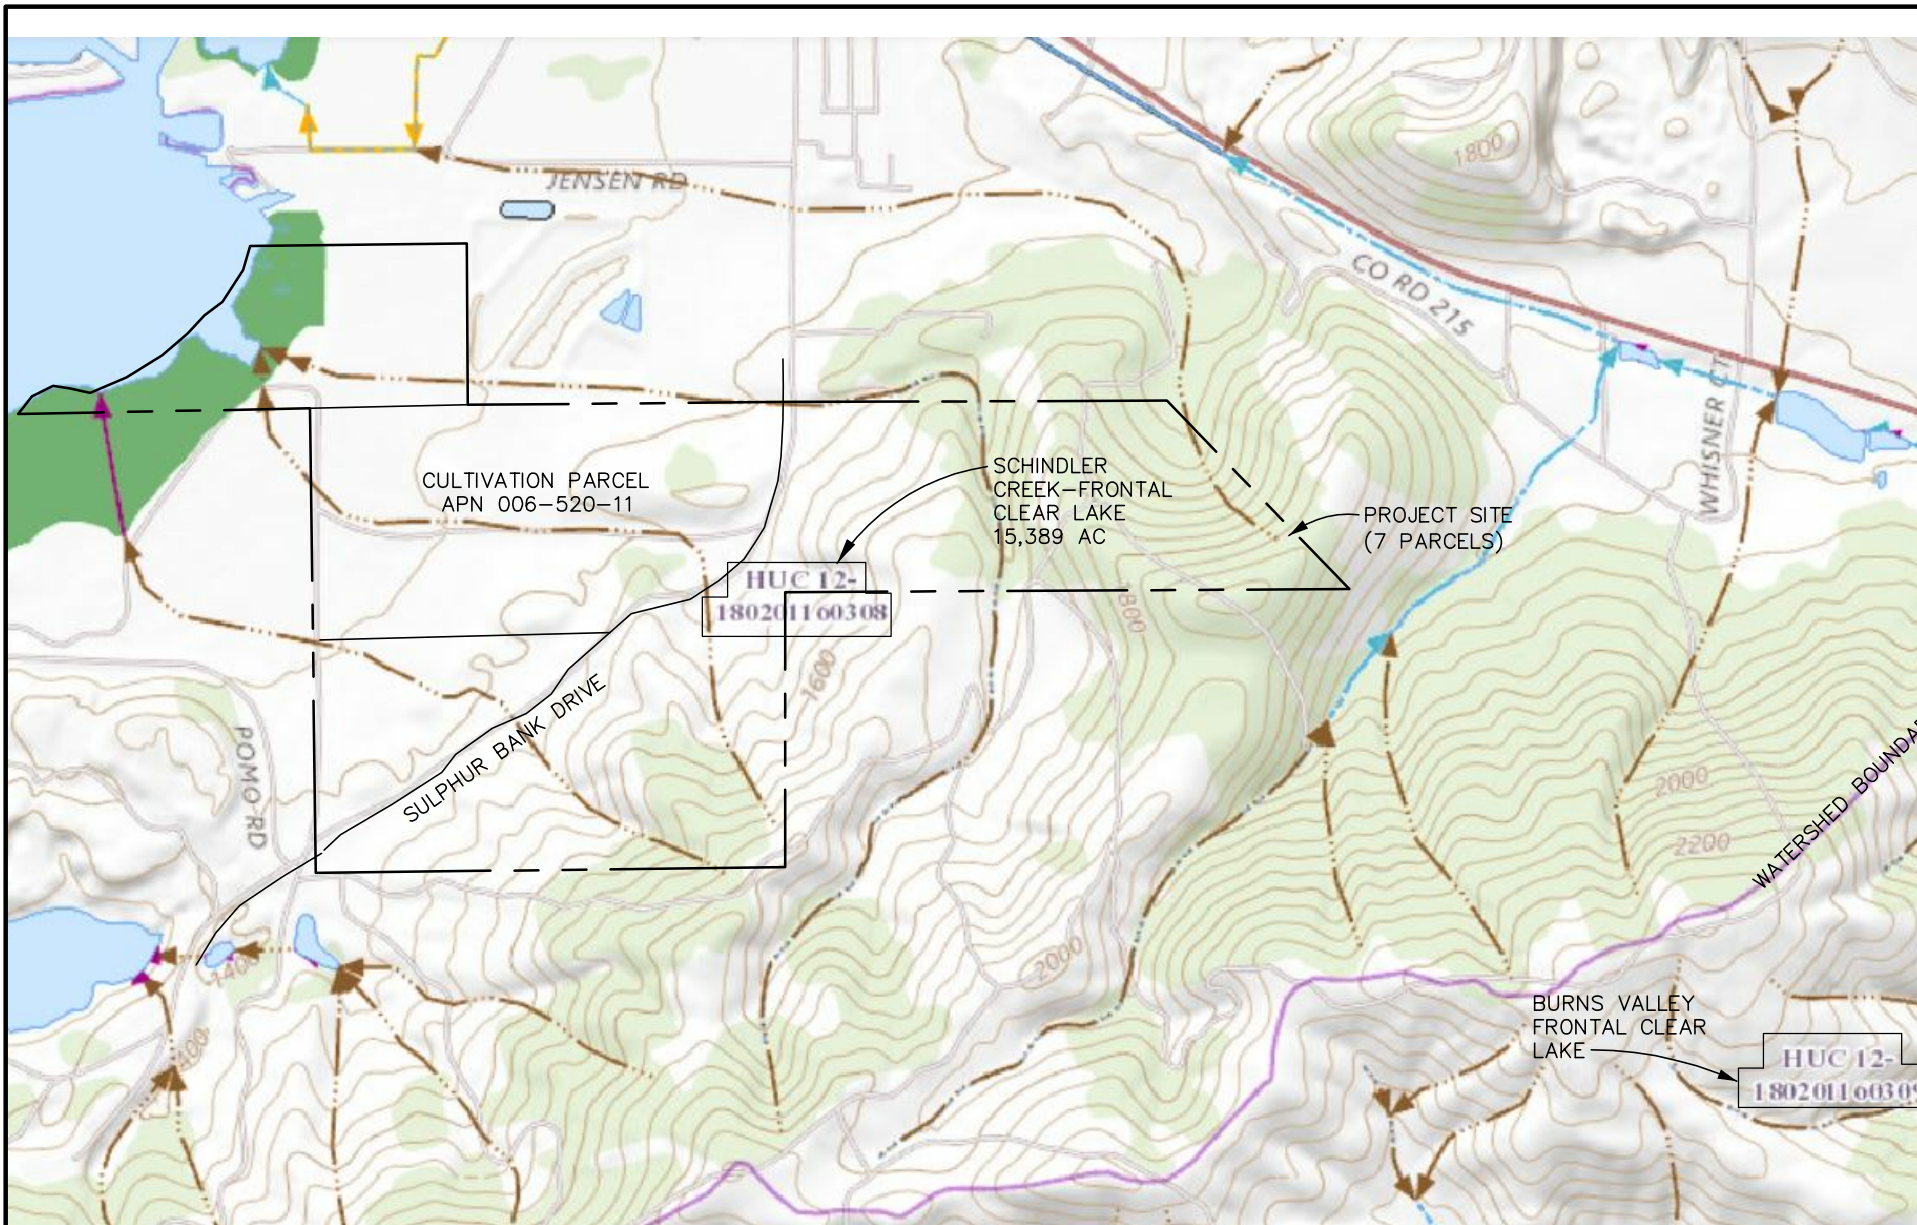 1800
JENSEN RD
CO RD 215
WHISNER CT
CULTIVATION PARCEL
APN 006-520-11
SCHINDLER
CREEK-FRONTAL
CLEAR LAKE
15,389 AC
PROJECT SITE
(7 PARCELS)
HUC 12-
180201160308
1800
1600
SULPHUR BANK DRIVE
POMO RD
2000
2200
WATERSHED BOUNDA
1400
2000
1400
BURNS VALLEY
FRONTAL CLEAR
LAKE
HUC 12-
180201160309